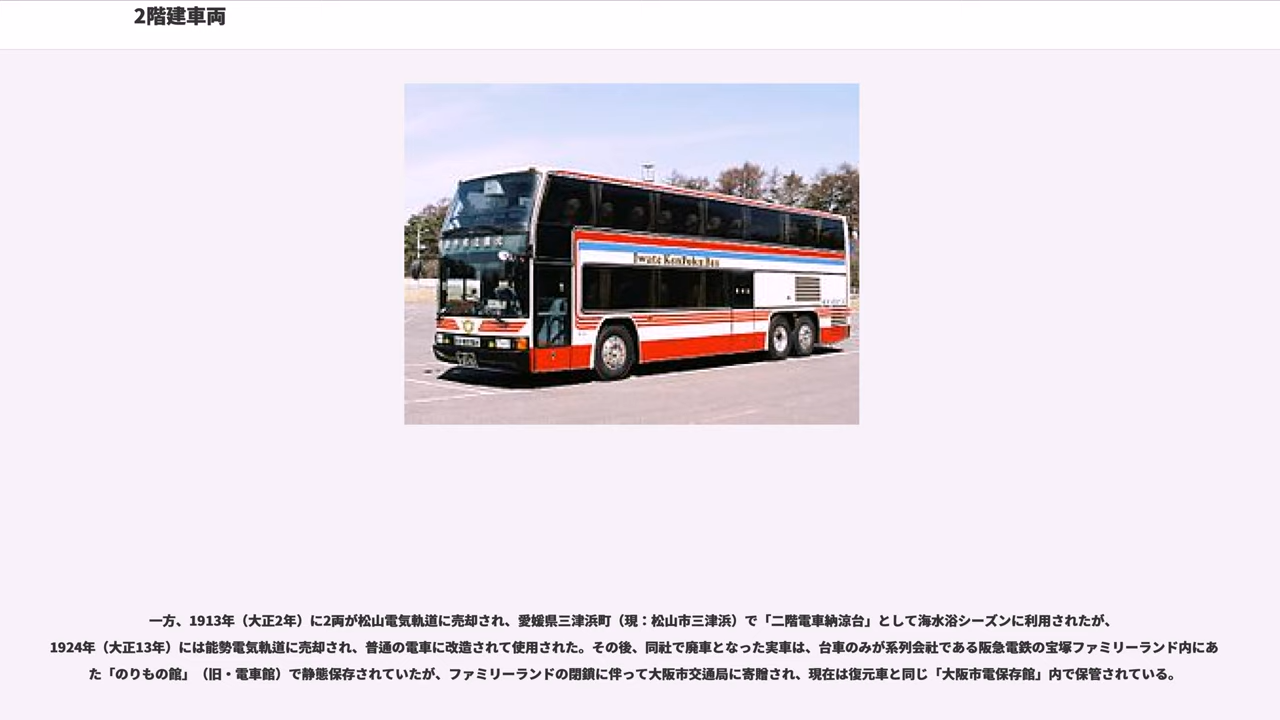 2階建車両
Iwate Kenpoku Bus
一方、1913年（大正2年）に2両が松山電気軌道に売却され、愛媛県三津浜町（現：松山市三津浜）で「二階電車納涼台」として海水浴シーズンに利用されたが、
1924年（大正13年）には能勢電気軌道に売却され、普通の電車に改造されて使用された。その後、同社で廃車となった実車は、台車のみが系列会社である阪急電鉄の宝塚ファミリーランド内にあ
た「のりもの館」（旧・電車館）で静態保存されていたが、ファミリーランドの閉鎖に伴って大阪市交通局に寄贈され、現在は復元車と同じ「大阪市電保存館」内で保管されている。